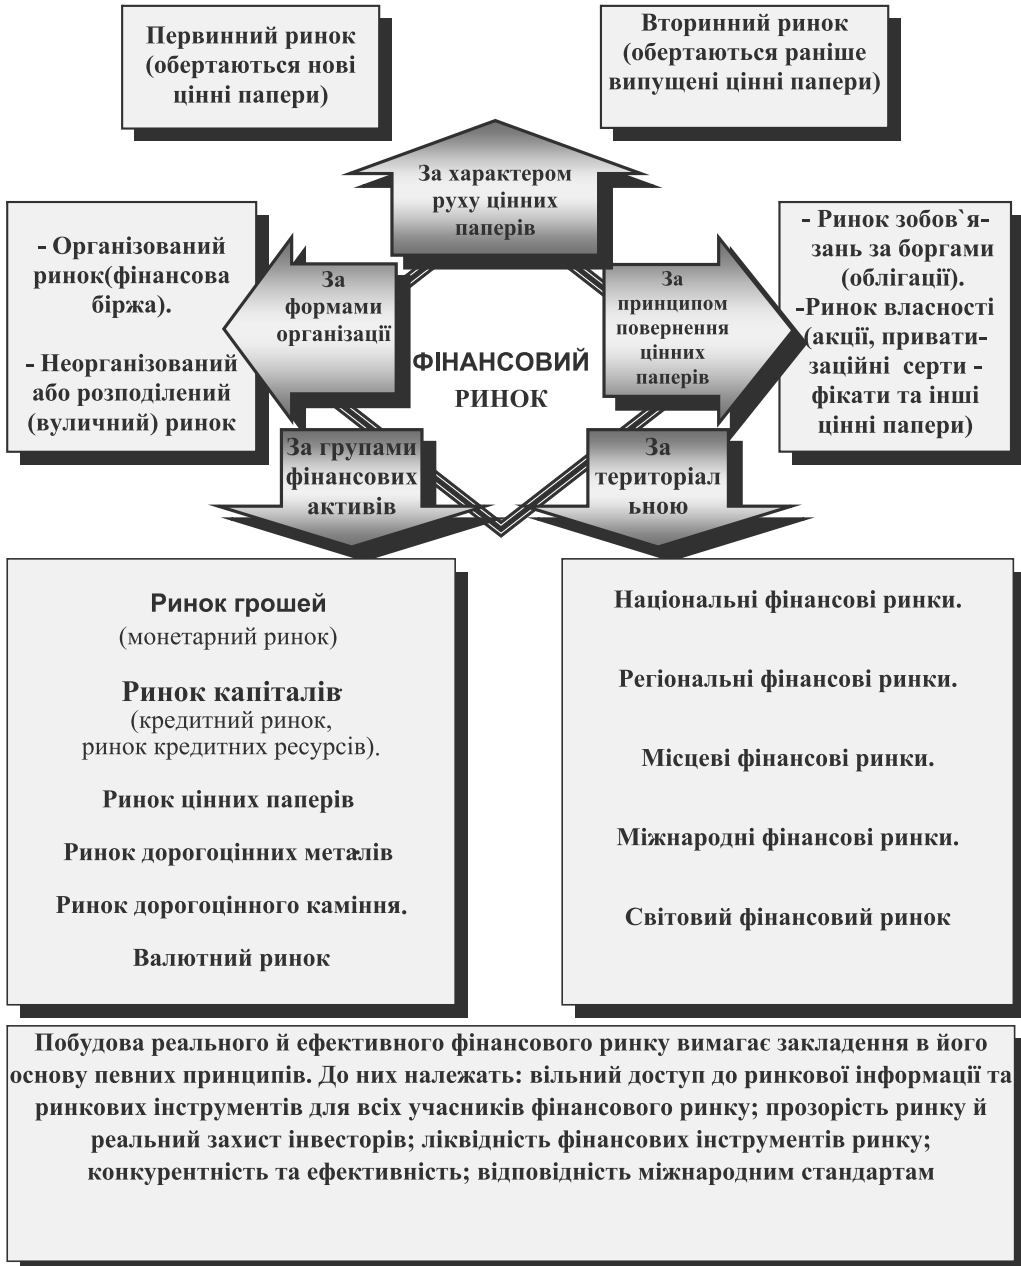 Первинний ринок
(обертаються нові
цінні папери)
Вторинний ринок
(обертаються раніше
випущені цінні папери)
За характером
руху цінних
паперів
- Організований
ринок(фінансова
біржа).
- Неорганізований
або розподілений
(вуличний) ринок
За
формами
організації
ФІНАНСОВИЙ
РИНОК
За
принципом
повернення
цінних
паперів
- Ринок зобов`я-
зань за боргами
(облігації).
-Ринок власності
(акції, привати-
заційні серти -
фікати та інші
цінні папери)
За групами
фінансових
активів
За
територіал
ьною
Ринок грошей
(монетарний ринок)
Ринок капіталів.
(кредитний ринок,
ринок кредитних ресурсів).
Ринок цінних паперів
Ринок дорогоцінних металів
Ринок дорогоцінного каміння.
Валютний ринок
Національні фінансові ринки.
Регіональні фінансові ринки.
Місцеві фінансові ринки.
Міжнародні фінансові ринки.
Світовий фінансовий ринок
Побудова реального й ефективного фінансового ринку вимагає закладення в його
основу певних принципів. До них належать: вільний доступ до ринкової інформації та
ринкових інструментів для всіх учасників фінансового ринку; прозорість ринку й
реальний захист інвесторів; ліквідність фінансових інструментів ринку;
конкурентність та ефективність; відповідність міжнародним стандартам